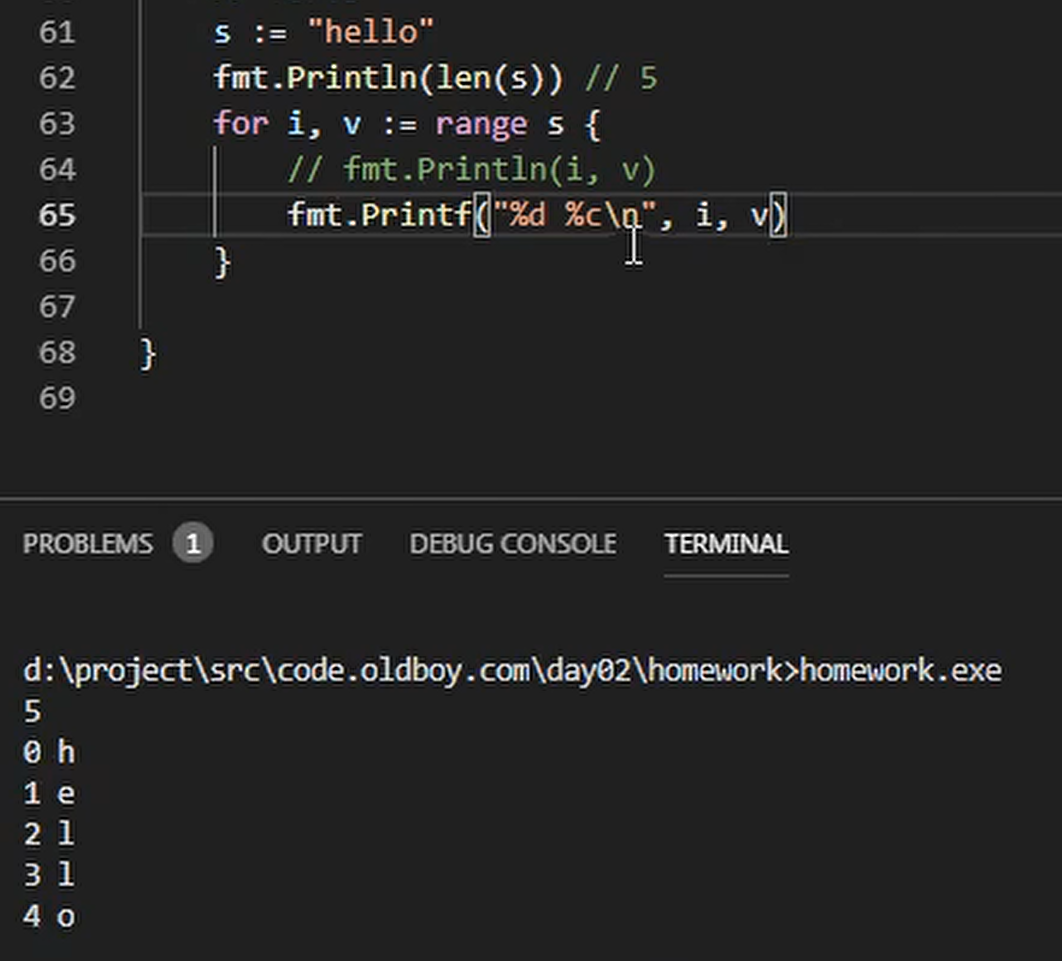 61 s := "hello"
62 fmt.Println(len(s)) // 5
63 for i, v := range s {
64 // fmt.Println(i, v)
65 fmt.Printf("%d %c\n", i, v)
66 }
67
68 }
69
PROBLEMS 1 OUTPUT DEBUG CONSOLE TERMINAL
d:\project\src\code.oldboy.com\day02\homework>homework.exe
5
0 h
1 e
2 l
3 l
4 o